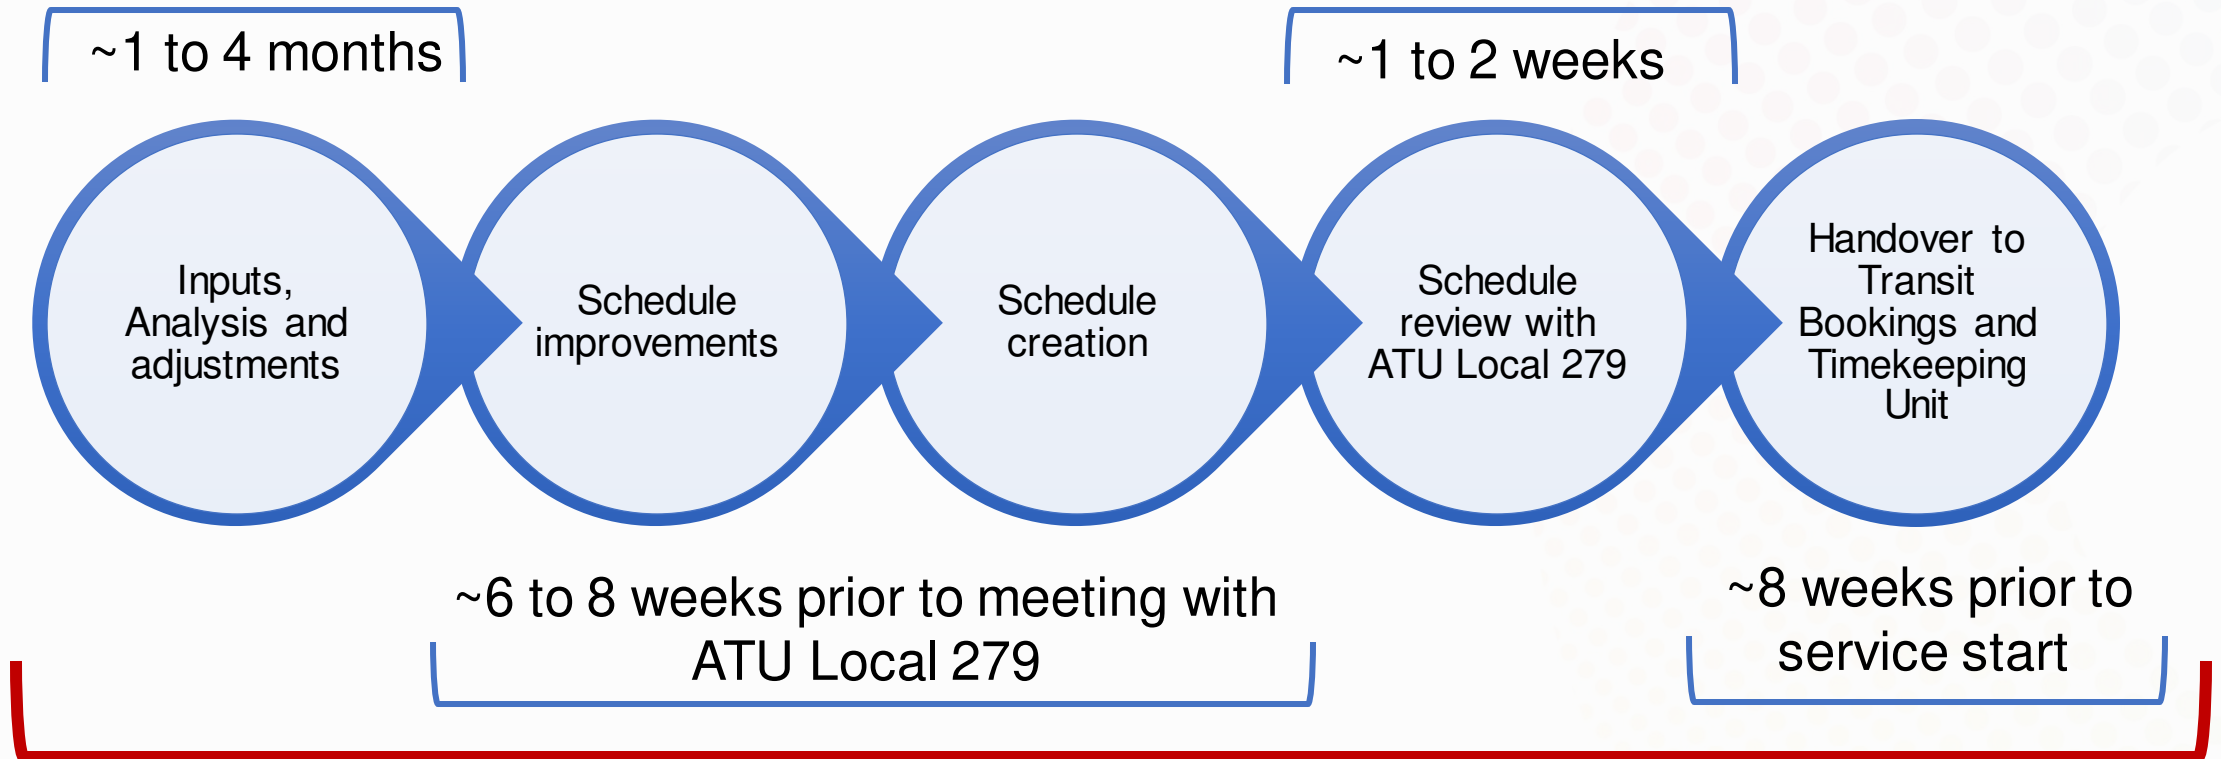 ~1 to 4 months
~1 to 2 weeks
Inputs,
Analysis and
adjustments
Schedule
improvements
Schedule
creation
Schedule
review with
ATU Local 279
Handover to
Transit
Bookings and
Timekeeping
Unit
~6 to 8 weeks prior to meeting with
ATU Local 279
~8 weeks prior to
service start